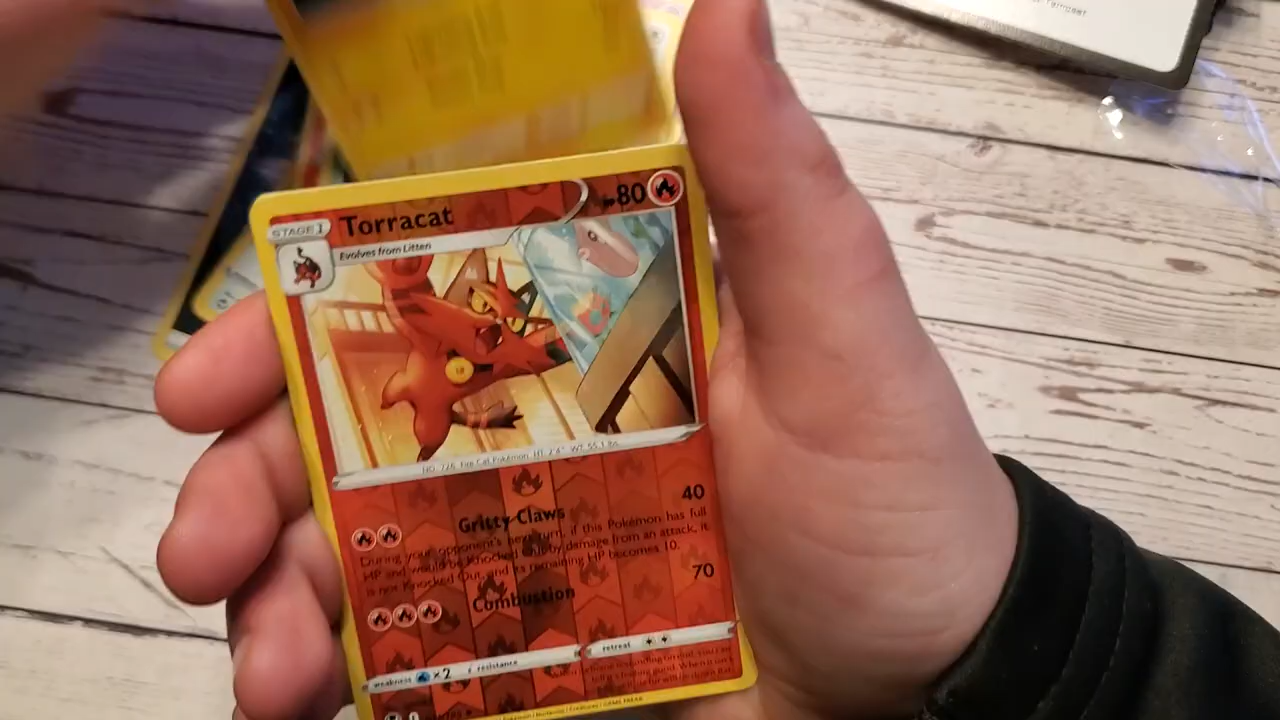 Tempest
STAGE 1
Torracat
HP 80
Evolves from Litten
NO. 726 Fire Cat Pokémon HT: 2'4" WT: 55.1 lbs.
Gritty Claws 40
During your opponent's next turn, if this Pokémon has full
HP and would be Knocked Out by damage from an attack, it
is not Knocked Out, and its remaining HP becomes 10.
Combustion 70
weakness ×2 resistance retreat